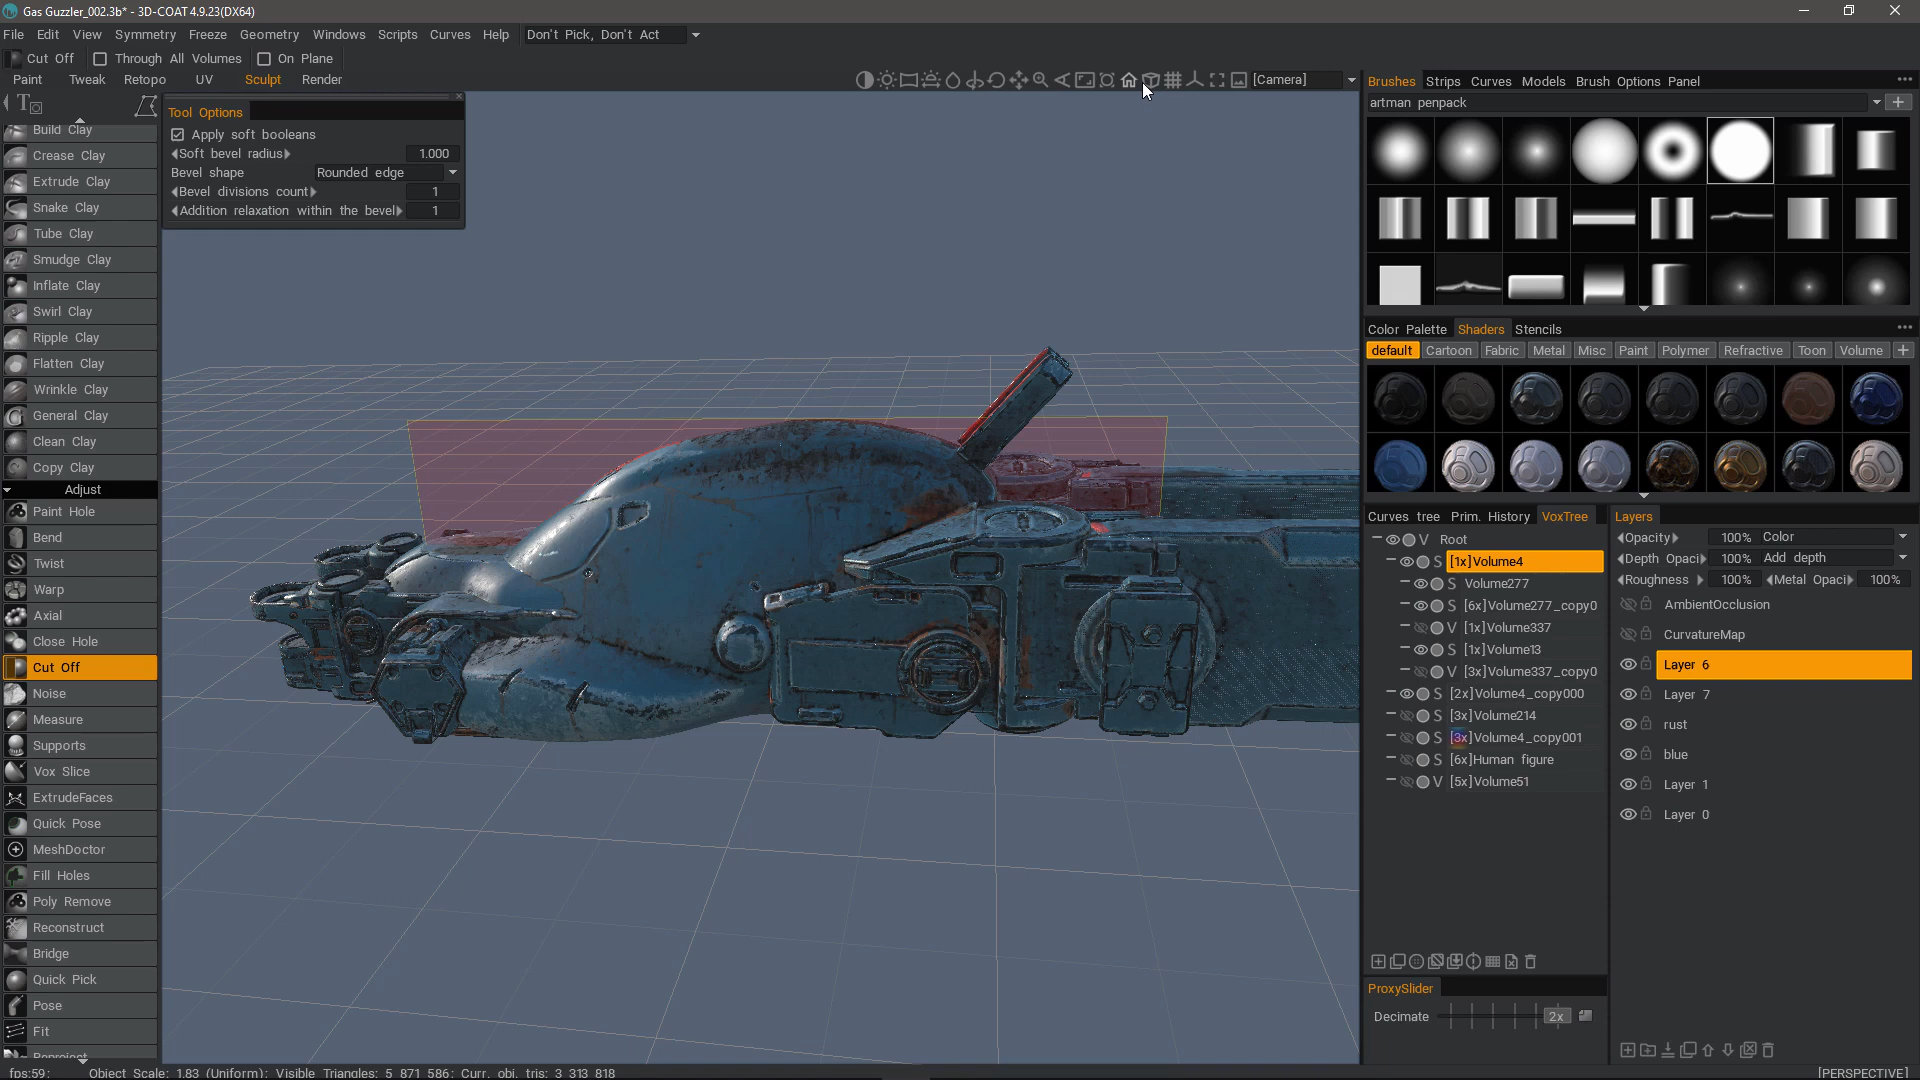 Gas Guzzler_002.3b* - 3D-COAT 4.9.23(DX64)
File Edit View Symmetry Freeze Geometry Windows Scripts Curves Help Don't Pick, Don't Act
Cut Off Through All Volumes On Plane
Paint Tweak Retopo UV Sculpt Render [Camera]
Tool Options
Apply soft booleans
Soft bevel radius 1.000
Bevel shape Rounded edge
Bevel divisions count 1
Addition relaxation within the bevel 1
Build Clay
Crease Clay
Extrude Clay
Snake Clay
Tube Clay
Smudge Clay
Inflate Clay
Swirl Clay
Ripple Clay
Flatten Clay
Wrinkle Clay
General Clay
Clean Clay
Copy Clay
Adjust
Paint Hole
Bend
Twist
Warp
Axial
Close Hole
Cut Off
Noise
Measure
Supports
Vox Slice
ExtrudeFaces
Quick Pose
MeshDoctor
Fill Holes
Poly Remove
Reconstruct
Bridge
Quick Pick
Pose
Fit
Brushes Strips Curves Models Brush Options Panel
artman penpack
Color Palette Shaders Stencils
default Cartoon Fabric Metal Misc Paint Polymer Refractive Toon Volume
Curves tree Prim. History VoxTree
V Root
S [1x]Volume4
S Volume277
S [6x]Volume277_copy0
V [1x]Volume337
S [1x]Volume13
V [3x]Volume337_copy0
S [2x]Volume4_copy000
S [3x]Volume214
S [3x]Volume4_copy001
S [6x]Human figure
V [5x]Volume51
ProxySlider
Decimate 2x
Layers
Opacity 100% Color
Depth Opaci 100% Add depth
Roughness 100% Metal Opaci 100%
AmbientOcclusion
CurvatureMap
Layer 6
Layer 7
rust
blue
Layer 1
Layer 0
fps:59; Object Scale: 1.83 (Uniform); Visible Triangles: 5 871 586; Curr. obj. tris: 3 313 818 [PERSPECTIVE]